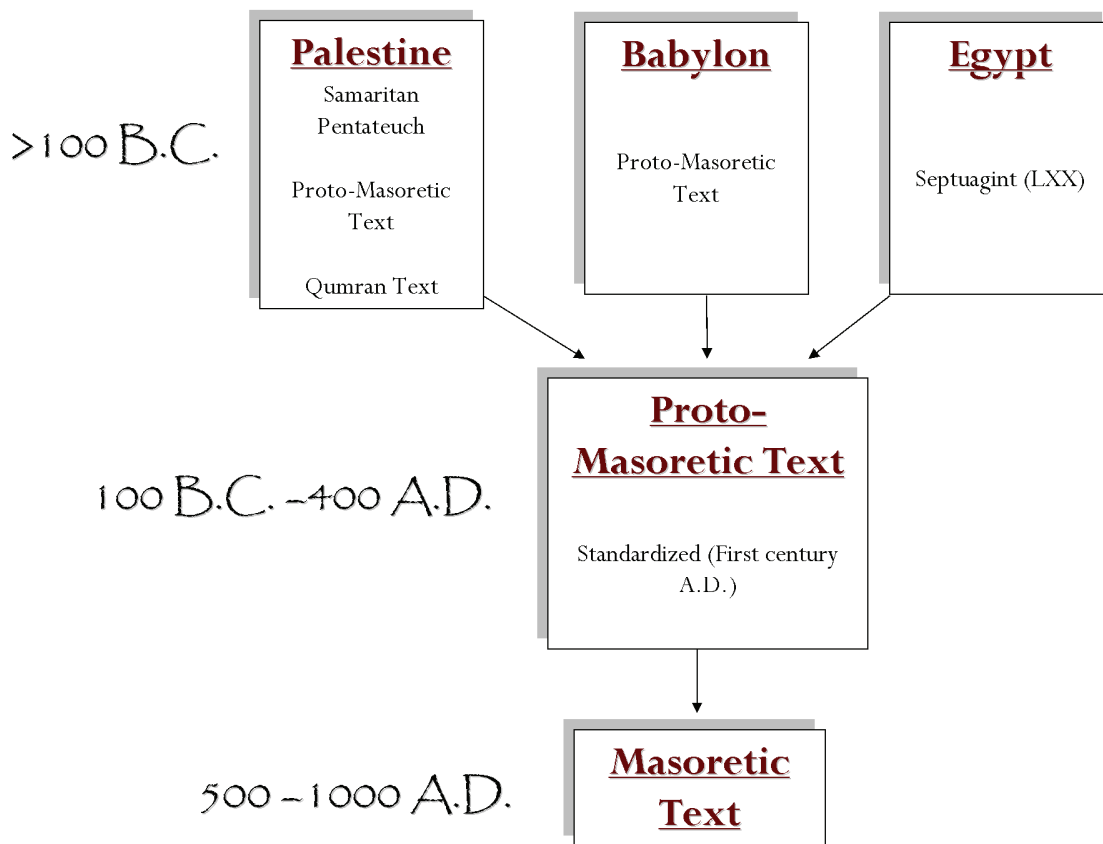 >100 B.C.
Palestine
Samaritan
Pentateuch
Proto-Masoretic
Text
Qumran Text
Babylon
Proto-Masoretic
Text
Egypt
Septuagint (LXX)
100 B.C. –400 A.D.
Proto-
Masoretic Text
Standardized (First century
A.D.)
500 – 1000 A.D.
Masoretic
Text